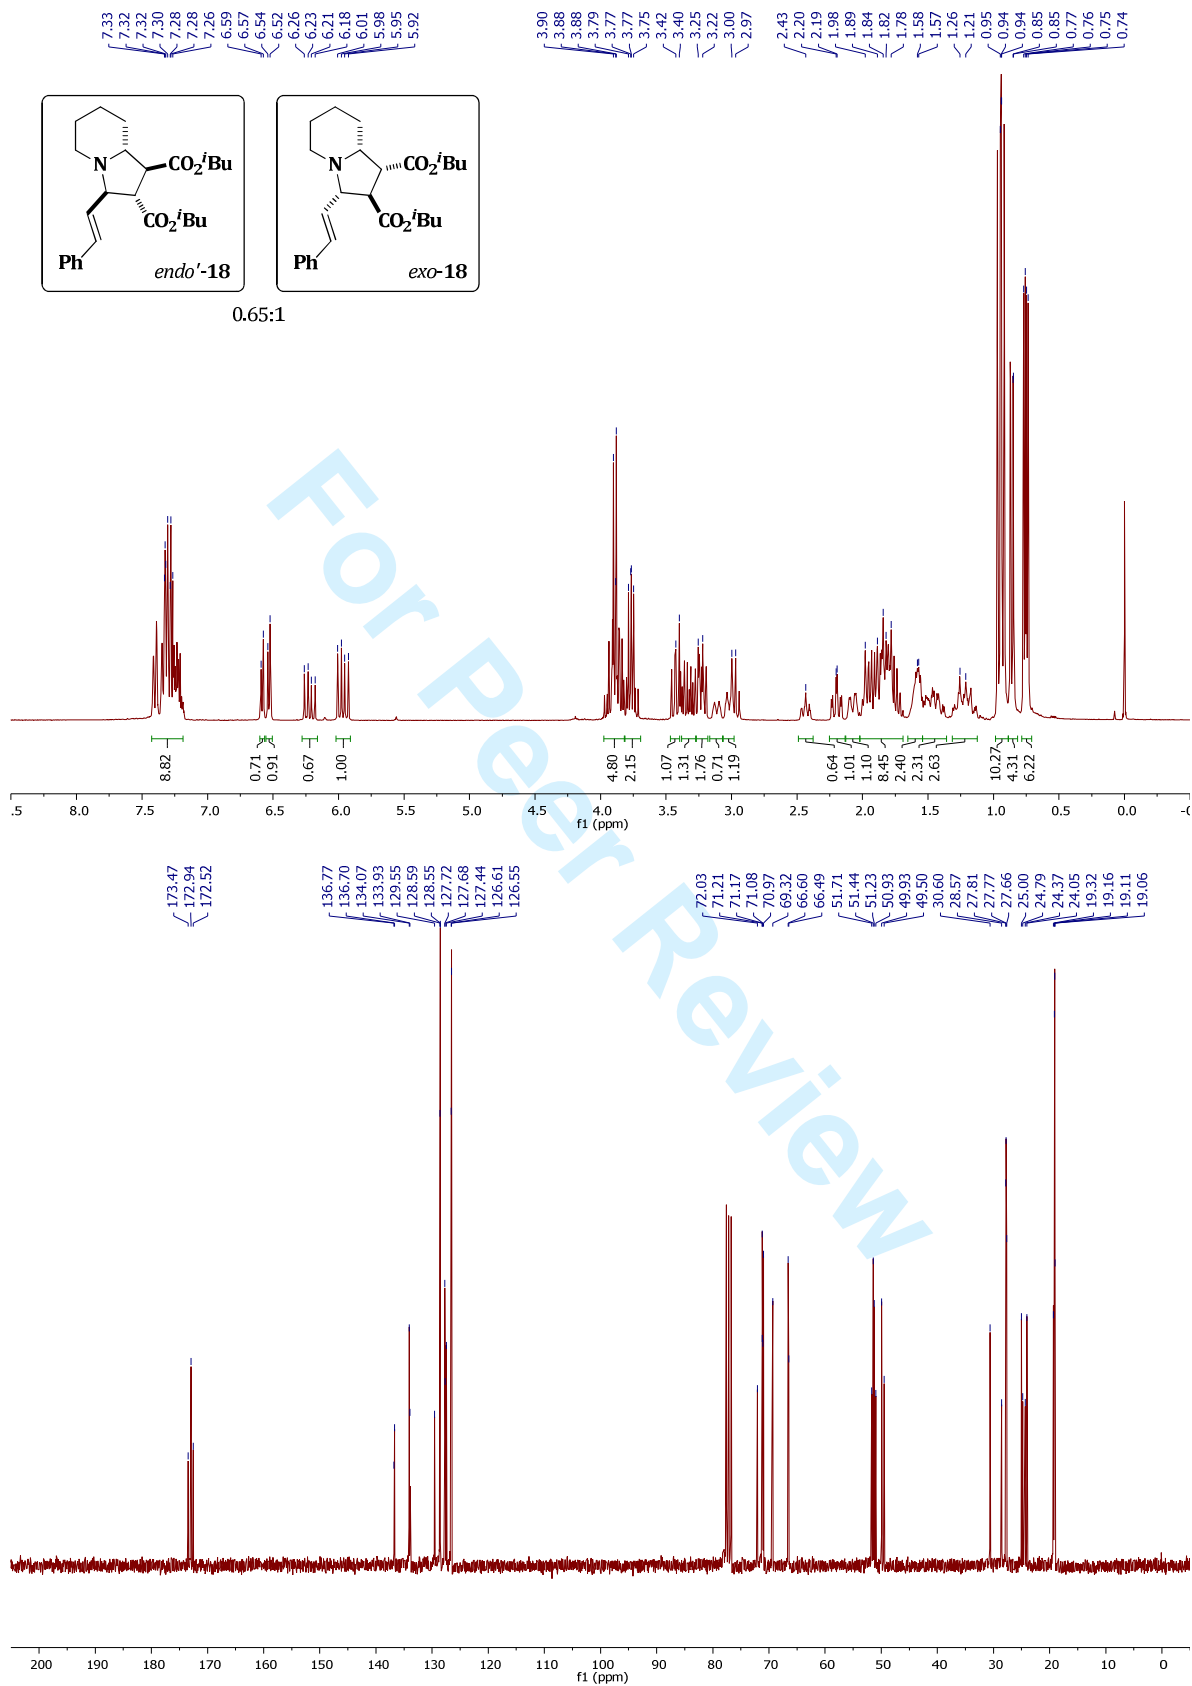 7.33 7.32 7.32 7.30 7.28 7.28 7.26 6.59 6.57 6.54 6.52 6.26 6.23 6.21 6.18 6.01 5.98 5.95 5.92 3.90 3.88 3.88 3.79 3.77 3.77 3.75 3.42 3.40 3.25 3.22 3.00 2.97 2.43 2.20 2.19 1.98 1.89 1.84 1.82 1.78 1.58 1.57 1.26 1.21 0.95 0.94 0.94 0.85 0.85 0.77 0.76 0.75 0.74
N CO₂ⁱBu
CO₂ⁱBu
Ph
endo'-18
N CO₂ⁱBu
CO₂ⁱBu
Ph
exo-18
0.65:1
For Peer Review
8.82 0.71 0.91 0.67 1.00 4.80 2.15 1.07 1.31 1.76 0.71 1.19 0.64 1.01 1.10 8.45 2.40 2.31 2.63 10.27 4.31 6.22
.5 8.0 7.5 7.0 6.5 6.0 5.5 5.0 4.5 4.0 3.5 3.0 2.5 2.0 1.5 1.0 0.5 0.0 -0
f1 (ppm)
173.47 172.94 172.52 136.77 136.70 134.07 133.93 129.55 128.59 128.55 127.72 127.68 127.44 126.61 126.55 72.03 71.21 71.17 71.08 70.97 69.32 66.60 66.49 51.71 51.44 51.23 50.93 49.93 49.50 30.60 28.57 27.81 27.77 27.66 25.00 24.79 24.37 24.05 19.32 19.16 19.11 19.06
200 190 180 170 160 150 140 130 120 110 100 90 80 70 60 50 40 30 20 10 0
f1 (ppm)